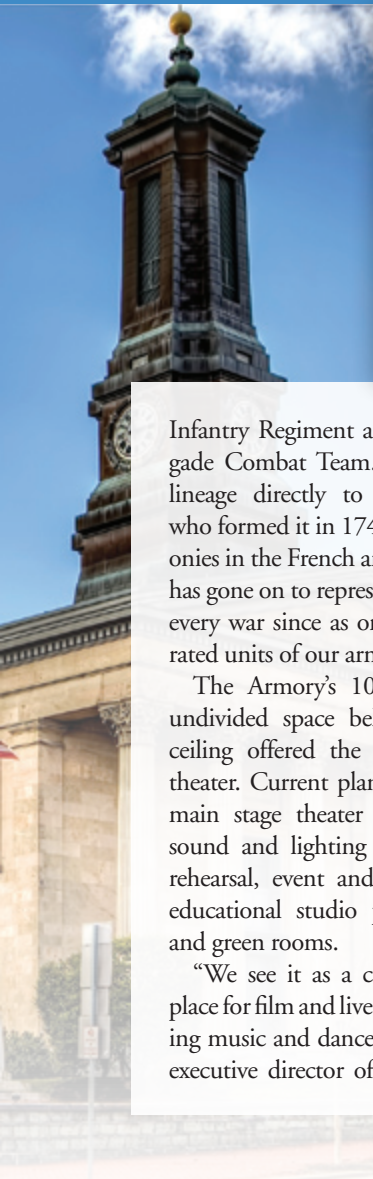 Infantry Regiment a
gade Combat Team.
lineage directly to
who formed it in 174
onies in the French a
has gone on to repres
every war since as o
rated units of our arm
The Armory’s 10
undivided space be
ceiling offered the
theater. Current plan
main stage theater
sound and lighting
rehearsal, event and
educational studio
and green rooms.
“We see it as a c
place for film and live
ing music and dance
executive director of